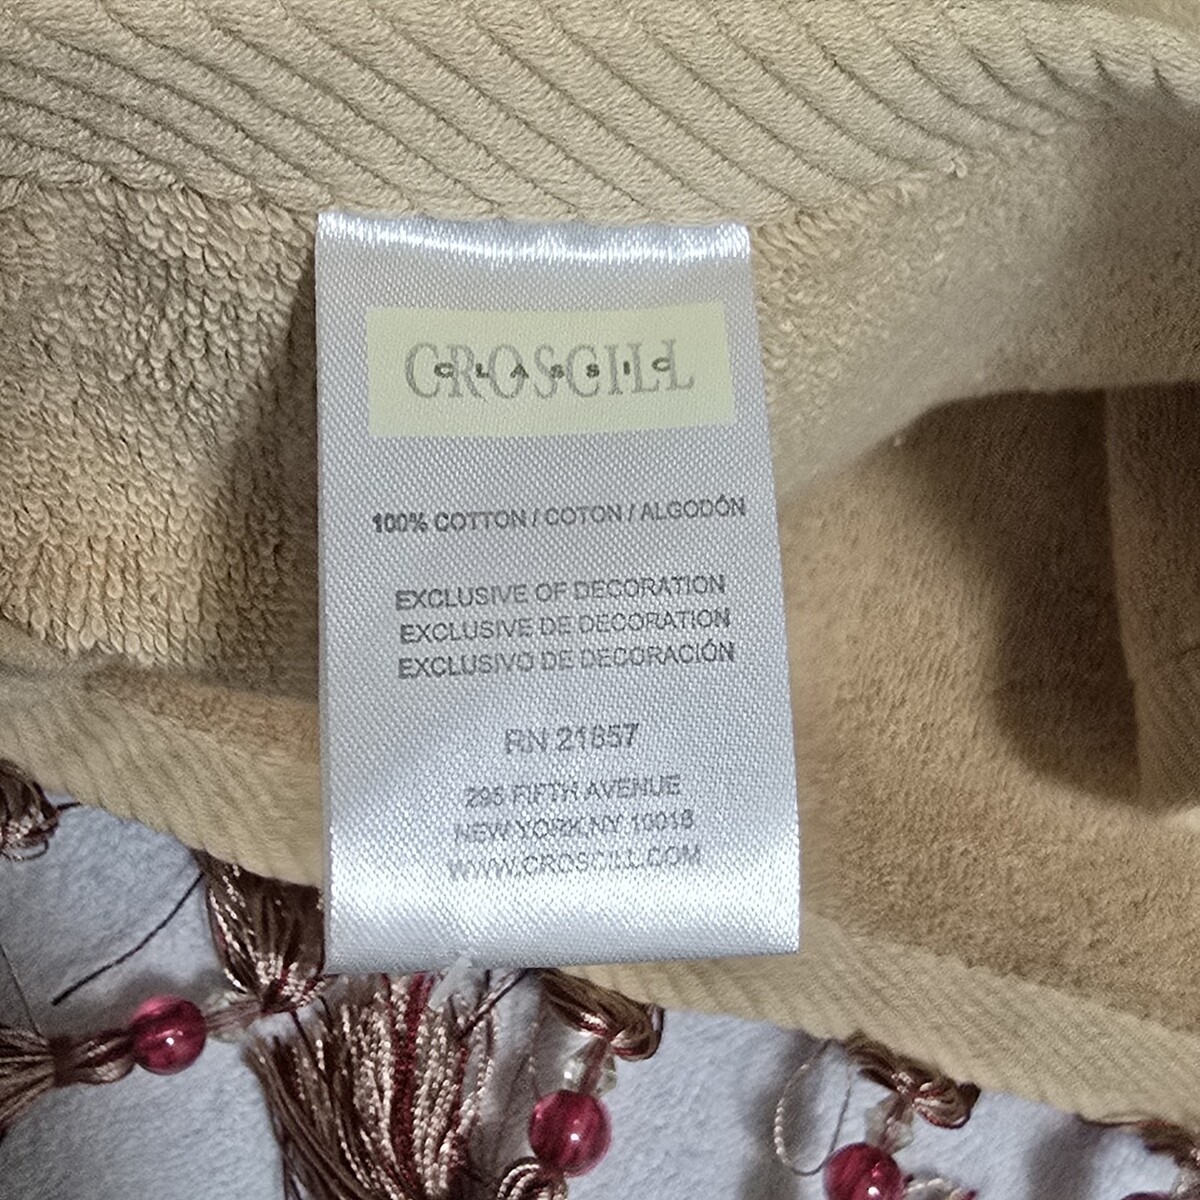 CROSCILL
CLASSIC
100% COTTON / COTON / ALGODÓN
EXCLUSIVE OF DECORATION
EXCLUSIVE DE DECORATION
EXCLUSIVO DE DECORACIÓN
RN 21857
295 FIFTH AVENUE
NEW YORK,NY 10016
WWW.CROSCILL.COM